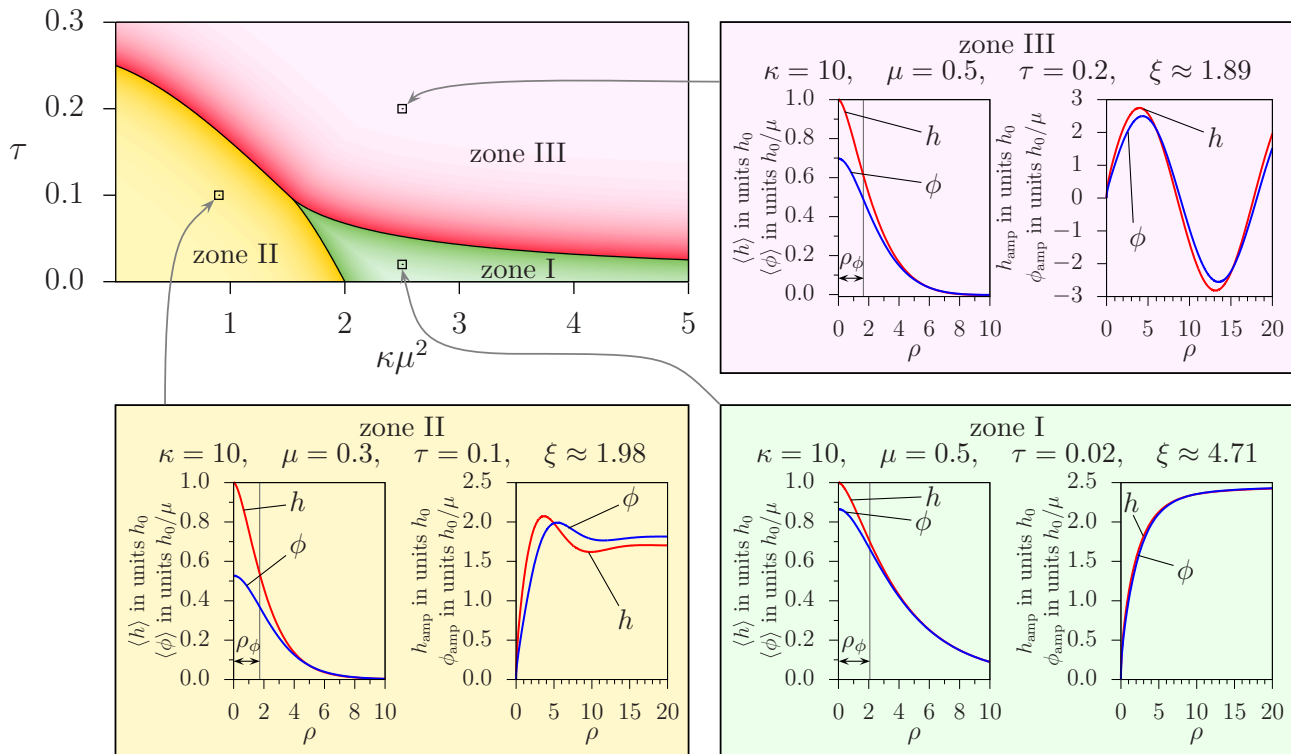 0.3
0.2
τ
0.1
0.0
zone III
zone II
zone I
1 2 3 4 5
κμ²
zone III
κ = 10, μ = 0.5, τ = 0.2, ξ ≈ 1.89
⟨h⟩ in units h₀
⟨ϕ⟩ in units h₀/μ
1.0
0.8
0.6
0.4
0.2
0.0
h
ϕ
ρ_ϕ
0 2 4 6 8 10
ρ
h_amp in units h₀
ϕ_amp in units h₀/μ
3
2
1
0
−1
−2
−3
h
ϕ
0 5 10 15 20
ρ
zone II
κ = 10, μ = 0.3, τ = 0.1, ξ ≈ 1.98
⟨h⟩ in units h₀
⟨ϕ⟩ in units h₀/μ
1.0
0.8
0.6
0.4
0.2
0.0
h
ϕ
ρ_ϕ
0 2 4 6 8 10
ρ
h_amp in units h₀
ϕ_amp in units h₀/μ
2.5
2.0
1.5
1.0
0.5
0.0
ϕ
h
0 5 10 15 20
ρ
zone I
κ = 10, μ = 0.5, τ = 0.02, ξ ≈ 4.71
⟨h⟩ in units h₀
⟨ϕ⟩ in units h₀/μ
1.0
0.8
0.6
0.4
0.2
0.0
h
ϕ
ρ_ϕ
0 2 4 6 8 10
ρ
h_amp in units h₀
ϕ_amp in units h₀/μ
2.5
2.0
1.5
1.0
0.5
0.0
h
ϕ
0 5 10 15 20
ρ